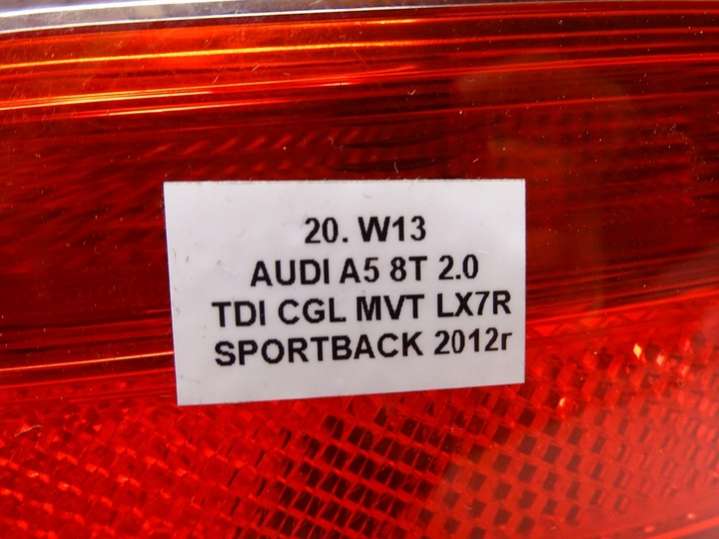 20. W13
AUDI A5 8T 2.0
TDI CGL MVT LX7R
SPORTBACK 2012r